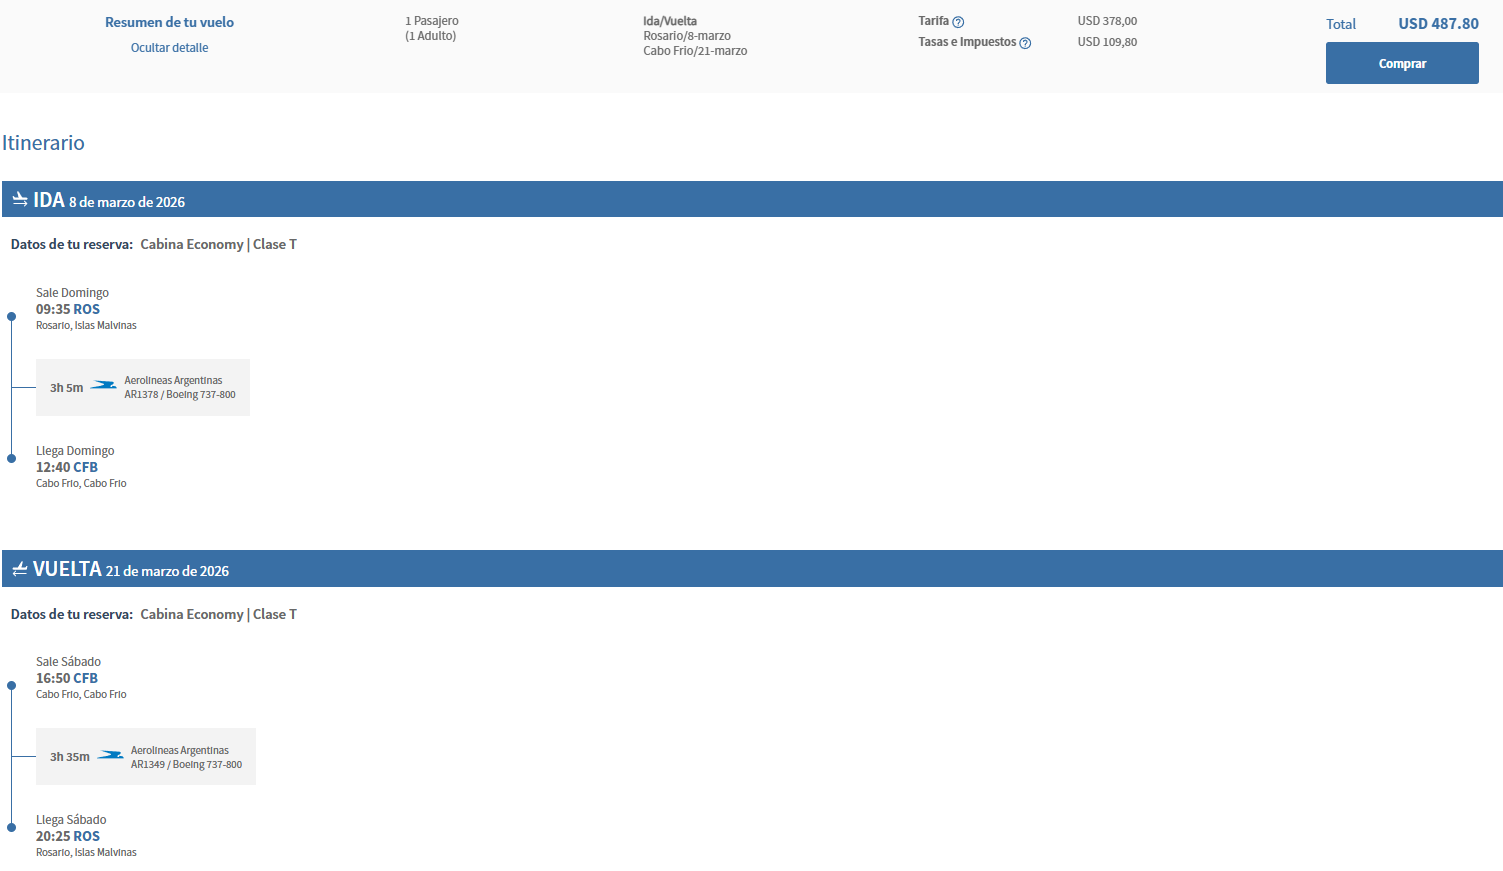 Resumen de tu vuelo
Ocultar detalle
1 Pasajero
(1 Adulto)
Ida/Vuelta
Rosario/8-marzo
Cabo Frio/21-marzo
Tarifa ? USD 378,00
Tasas e Impuestos ? USD 109,80
Total USD 487.80
Comprar
Itinerario
IDA 8 de marzo de 2026
Datos de tu reserva: Cabina Economy | Clase T
Sale Domingo
09:35 ROS
Rosario, Islas Malvinas
3h 5m
Aerolineas Argentinas
AR1378 / Boeing 737-800
Llega Domingo
12:40 CFB
Cabo Frio, Cabo Frio
VUELTA 21 de marzo de 2026
Datos de tu reserva: Cabina Economy | Clase T
Sale Sábado
16:50 CFB
Cabo Frio, Cabo Frio
3h 35m
Aerolineas Argentinas
AR1349 / Boeing 737-800
Llega Sábado
20:25 ROS
Rosario, Islas Malvinas